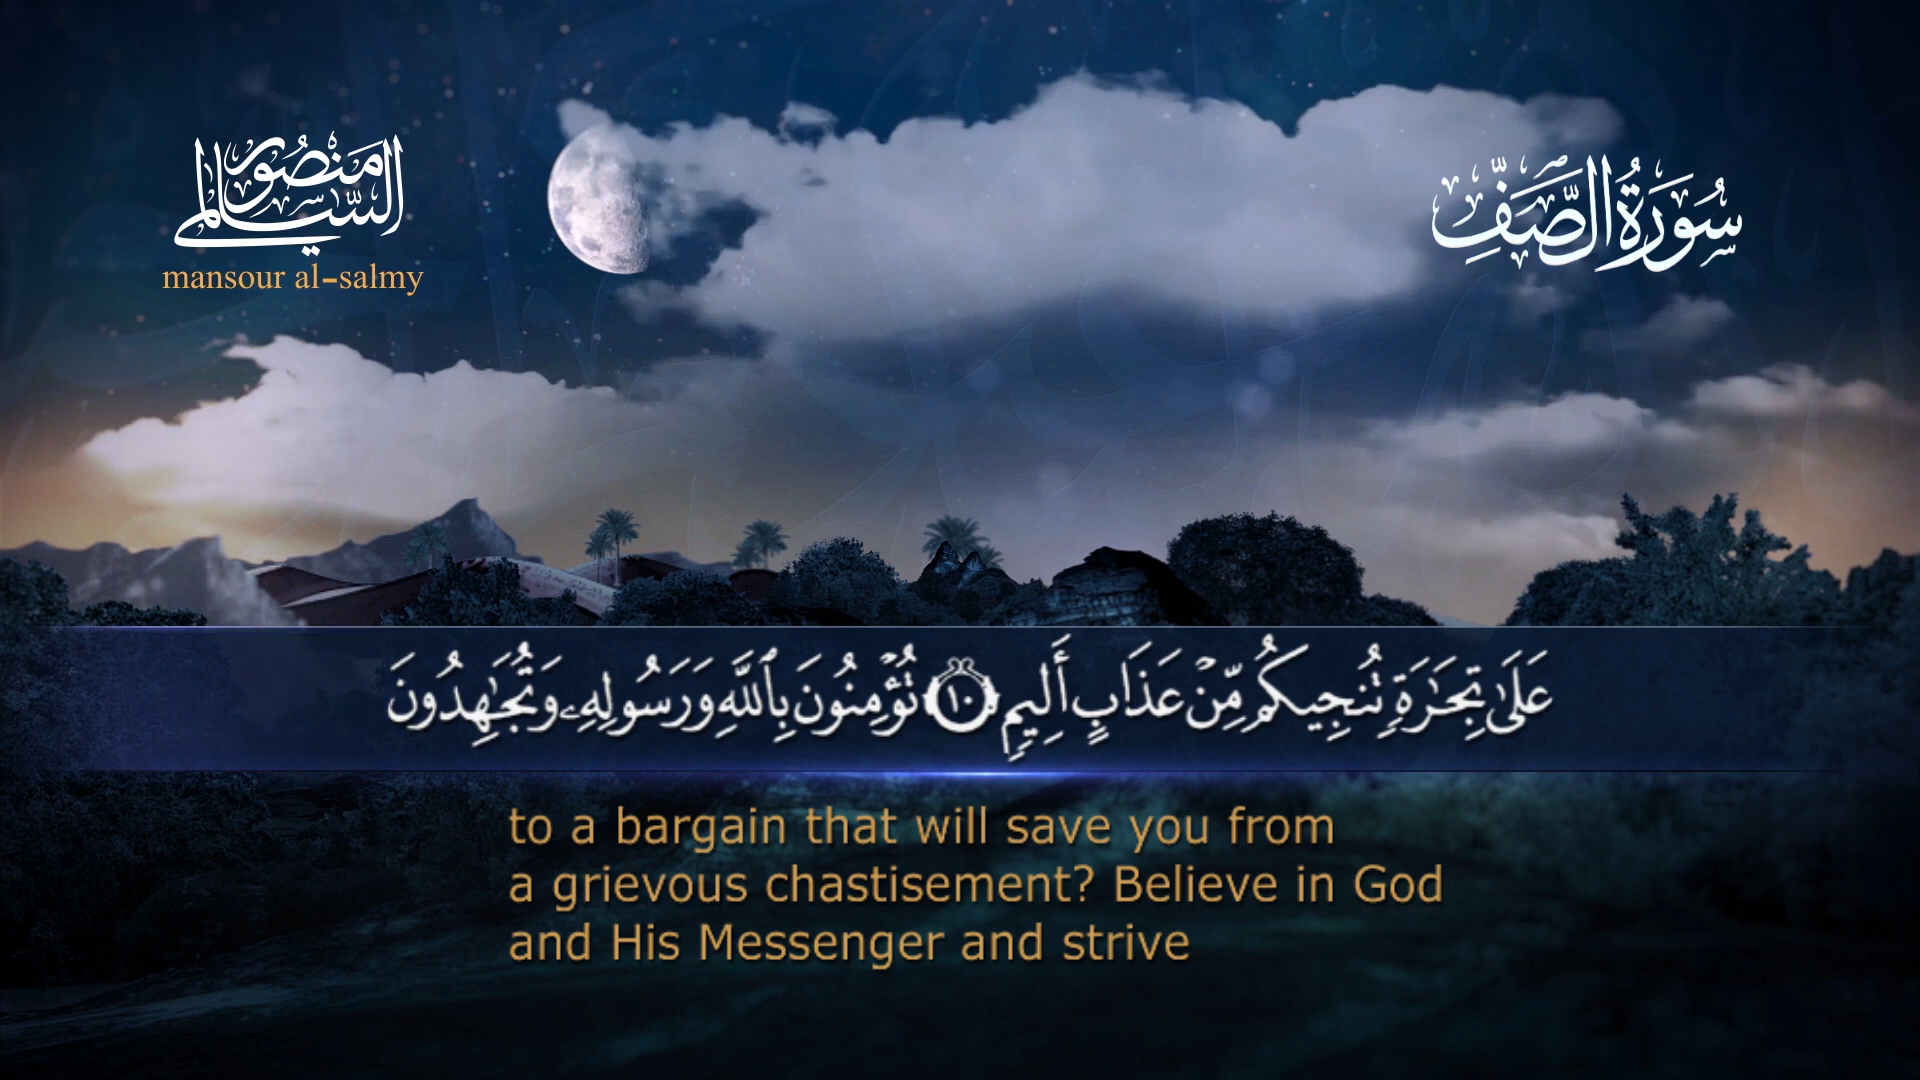 منصور
السالمي
mansour al-salmy
سُورَةُ الصَّفِّ
عَلَىٰ تِجَٰرَةٖ تُنجِيكُم مِّنۡ عَذَابٍ أَلِيمٖ ١٠ تُؤۡمِنُونَ بِٱللَّهِ وَرَسُولِهِۦ وَتُجَٰهِدُونَ
to a bargain that will save you from
a grievous chastisement? Believe in God
and His Messenger and strive